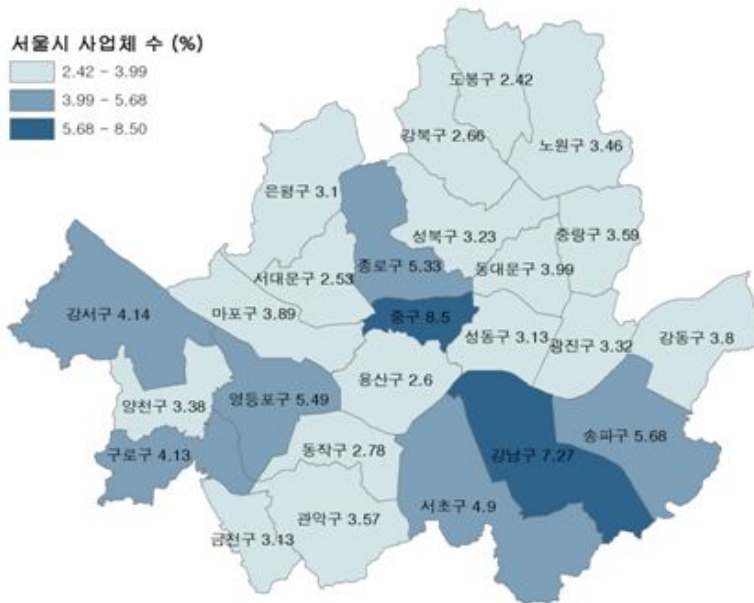 서울시 사업체 수 (%)
2.42 - 3.99
3.99 - 5.68
5.68 - 8.50
도봉구 2.42
강북구 2.66
노원구 3.46
은평구 3.1
성북구 3.23
중랑구 3.59
종로구 5.33
서대문구 2.53
동대문구 3.99
강서구 4.14
마포구 3.89
중구 8.5
성동구 3.13
광진구 3.32
강동구 3.8
용산구 2.6
양천구 3.38
영등포구 5.49
송파구 5.68
구로구 4.13
동작구 2.78
강남구 7.27
서초구 4.9
관악구 3.57
금천구 3.13